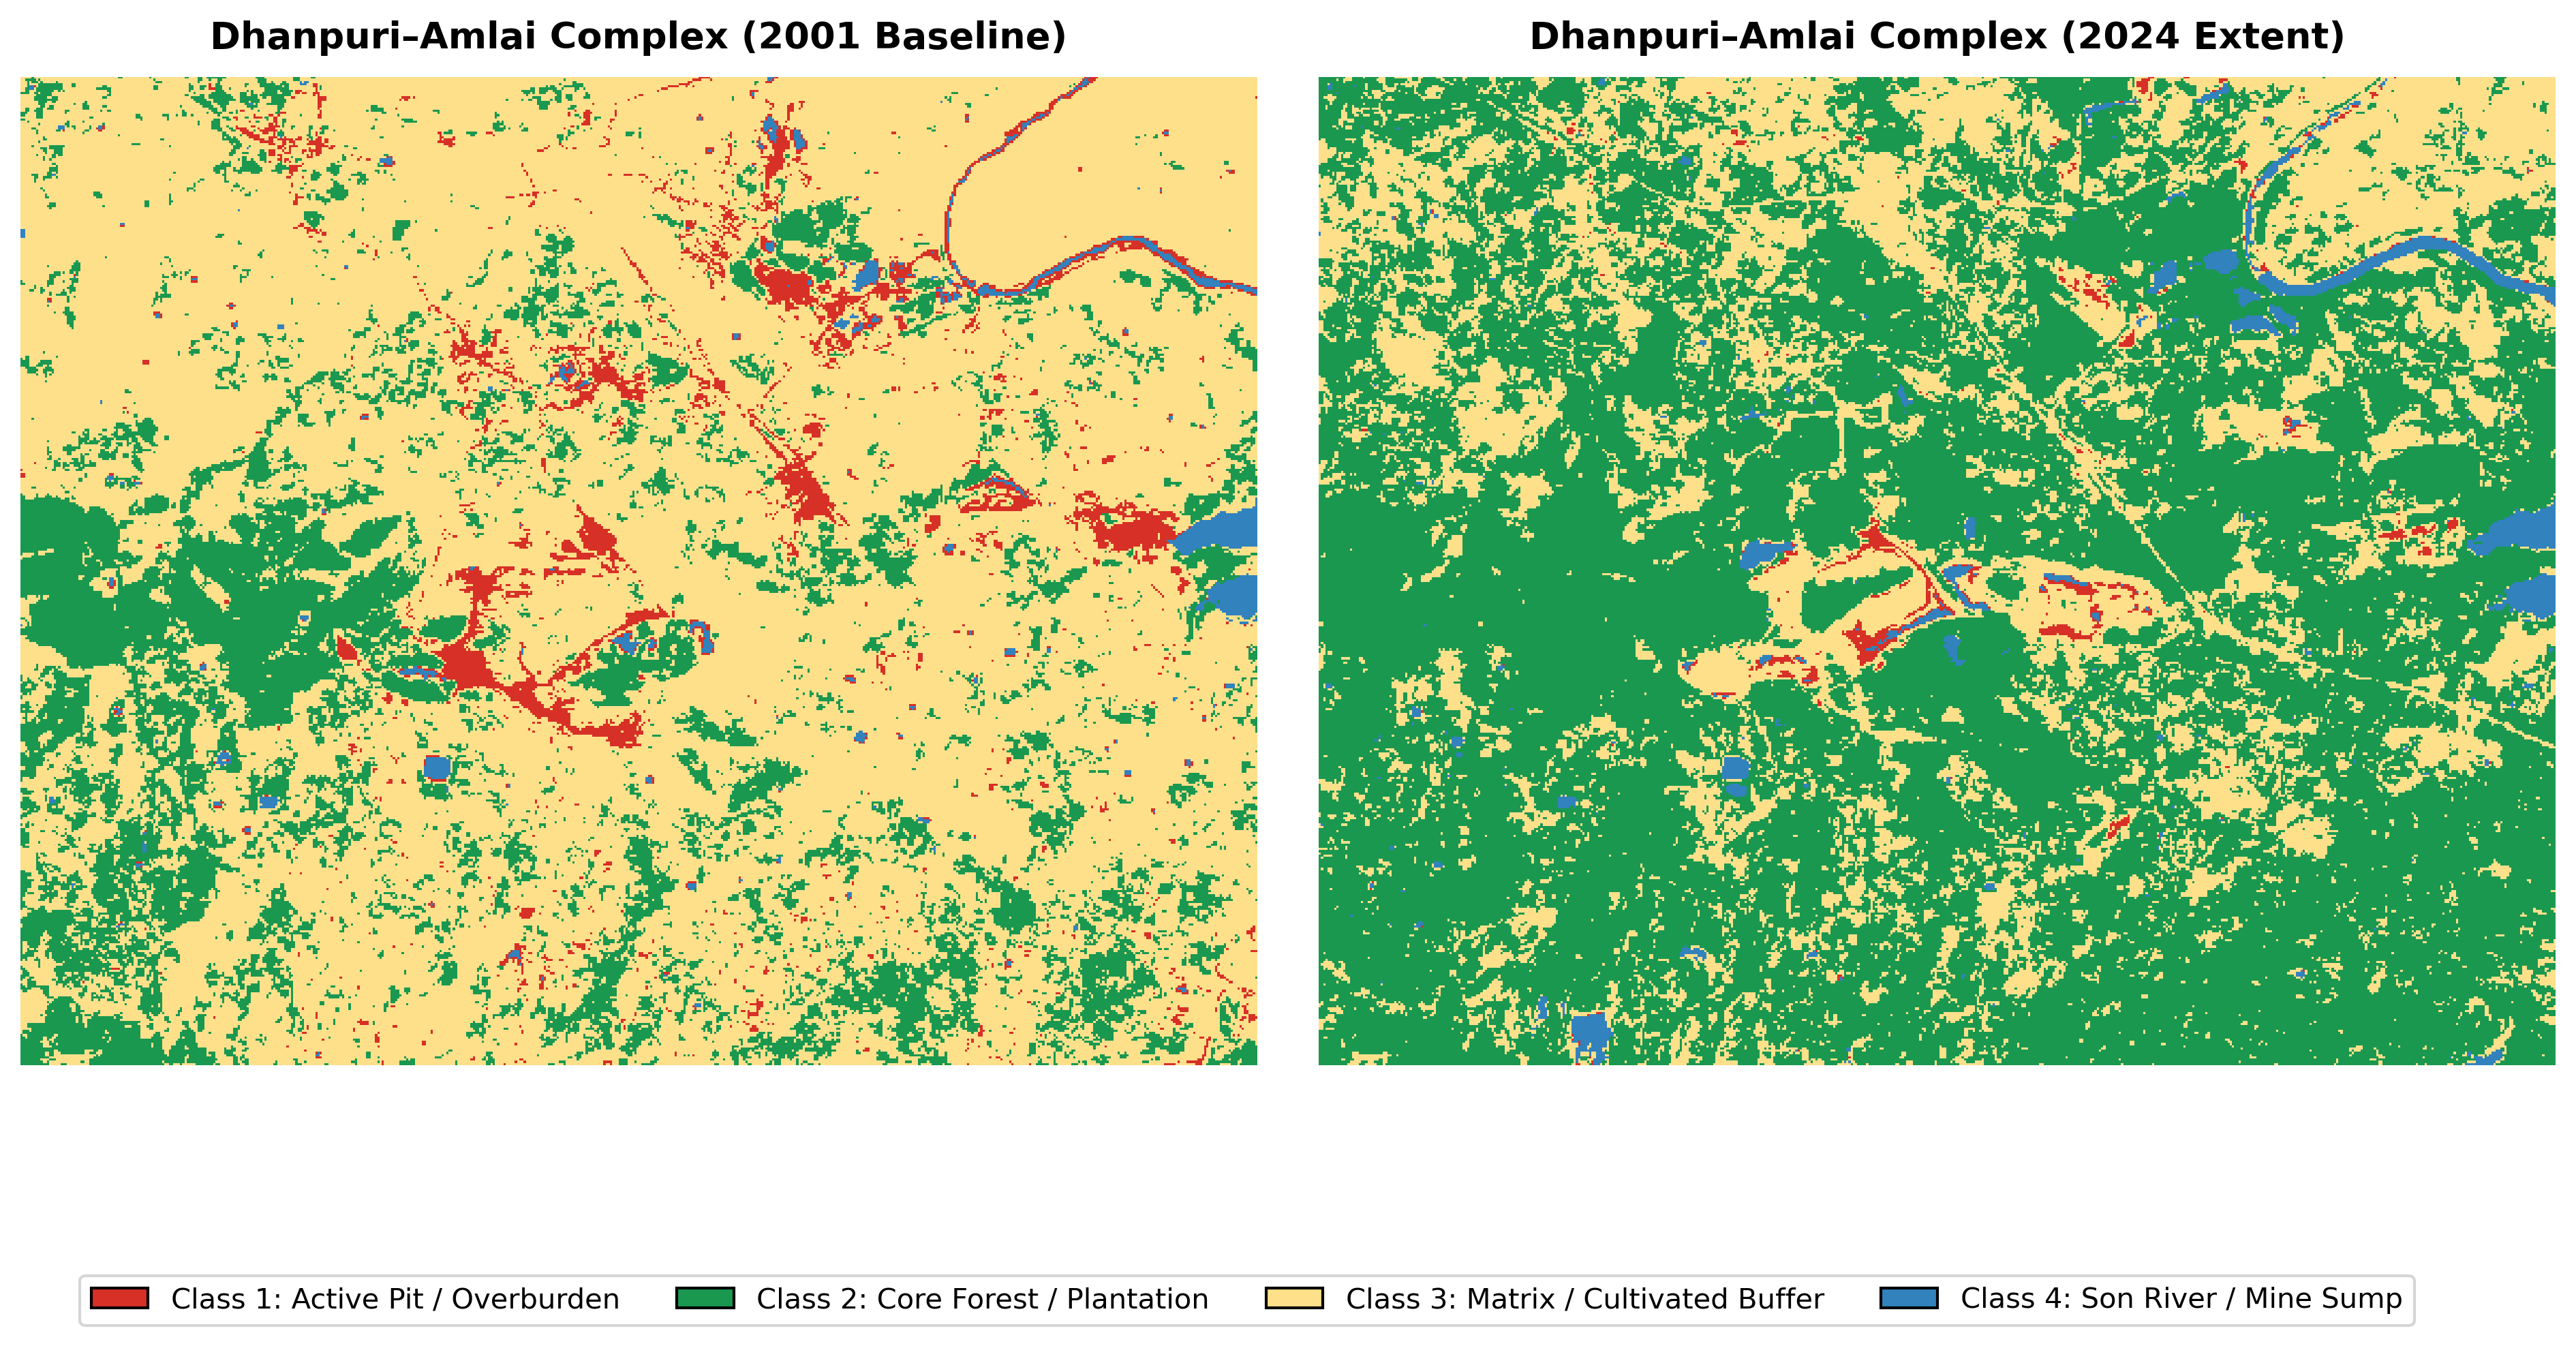 Dhanpuri–Amlai Complex (2001 Baseline)
Dhanpuri–Amlai Complex (2024 Extent)
Class 1: Active Pit / Overburden
Class 2: Core Forest / Plantation
Class 3: Matrix / Cultivated Buffer
Class 4: Son River / Mine Sump